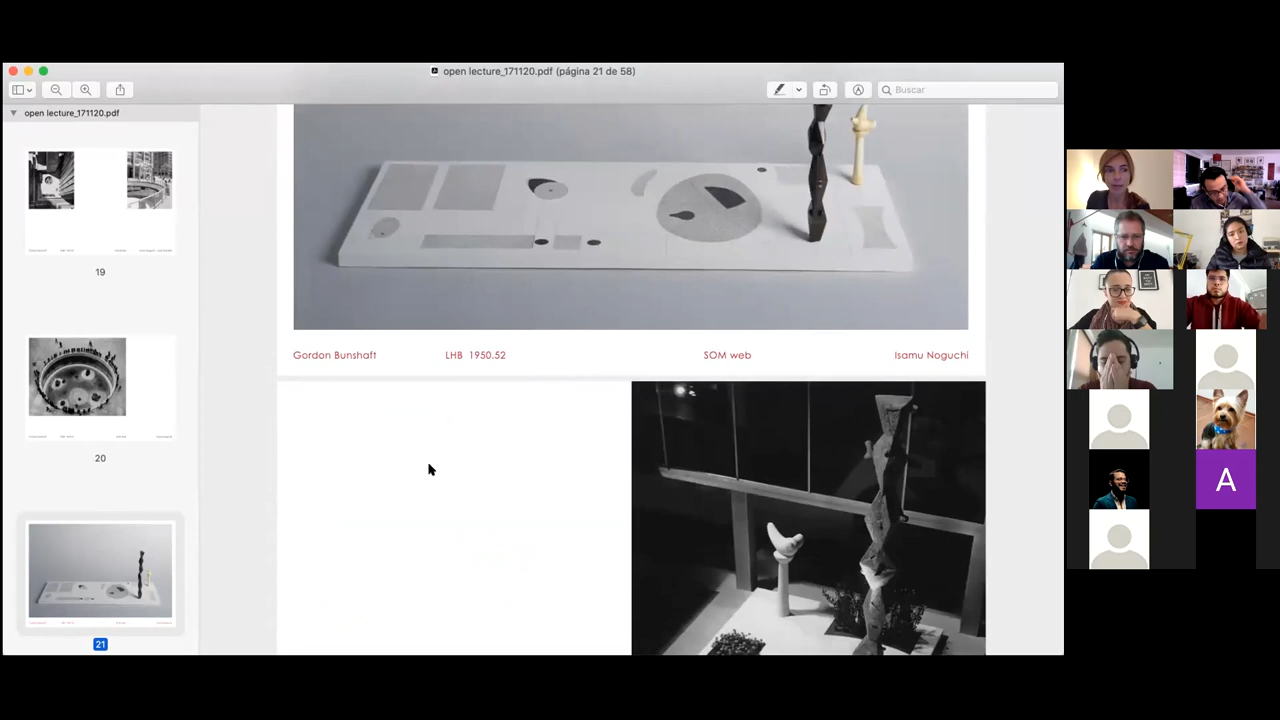 open lecture_171120.pdf (página 21 de 58)
Buscar
open lecture_171120.pdf
19
20
21
Gordon Bunshaft LHB 1950.52 SOM web Isamu Noguchi
A